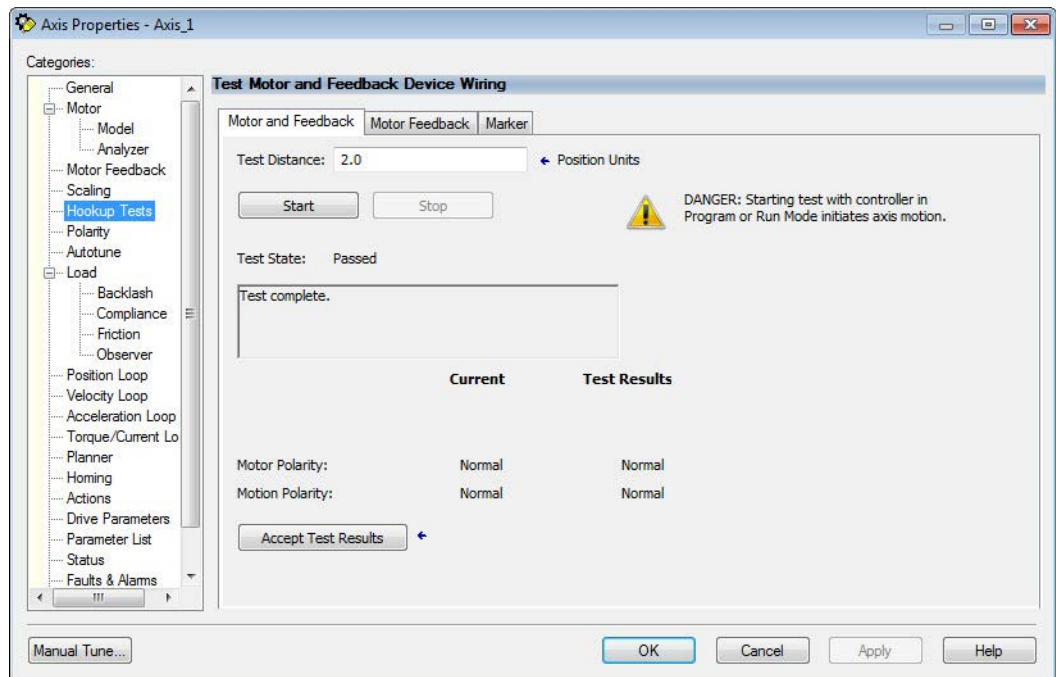 Axis Properties - Axis_1
Categories:
General
Motor
Model
Analyzer
Motor Feedback
Scaling
Hookup Tests
Polarity
Autotune
Load
Backlash
Compliance
Friction
Observer
Position Loop
Velocity Loop
Acceleration Loop
Torque/Current Lo
Planner
Homing
Actions
Drive Parameters
Parameter List
Status
Faults & Alarms
Test Motor and Feedback Device Wiring
Motor and Feedback Motor Feedback Marker
Test Distance: 2.0 Position Units
Start Stop
DANGER: Starting test with controller in
Program or Run Mode initiates axis motion.
Test State: Passed
Test complete.
Current Test Results
Motor Polarity: Normal Normal
Motion Polarity: Normal Normal
Accept Test Results
Manual Tune... OK Cancel Apply Help